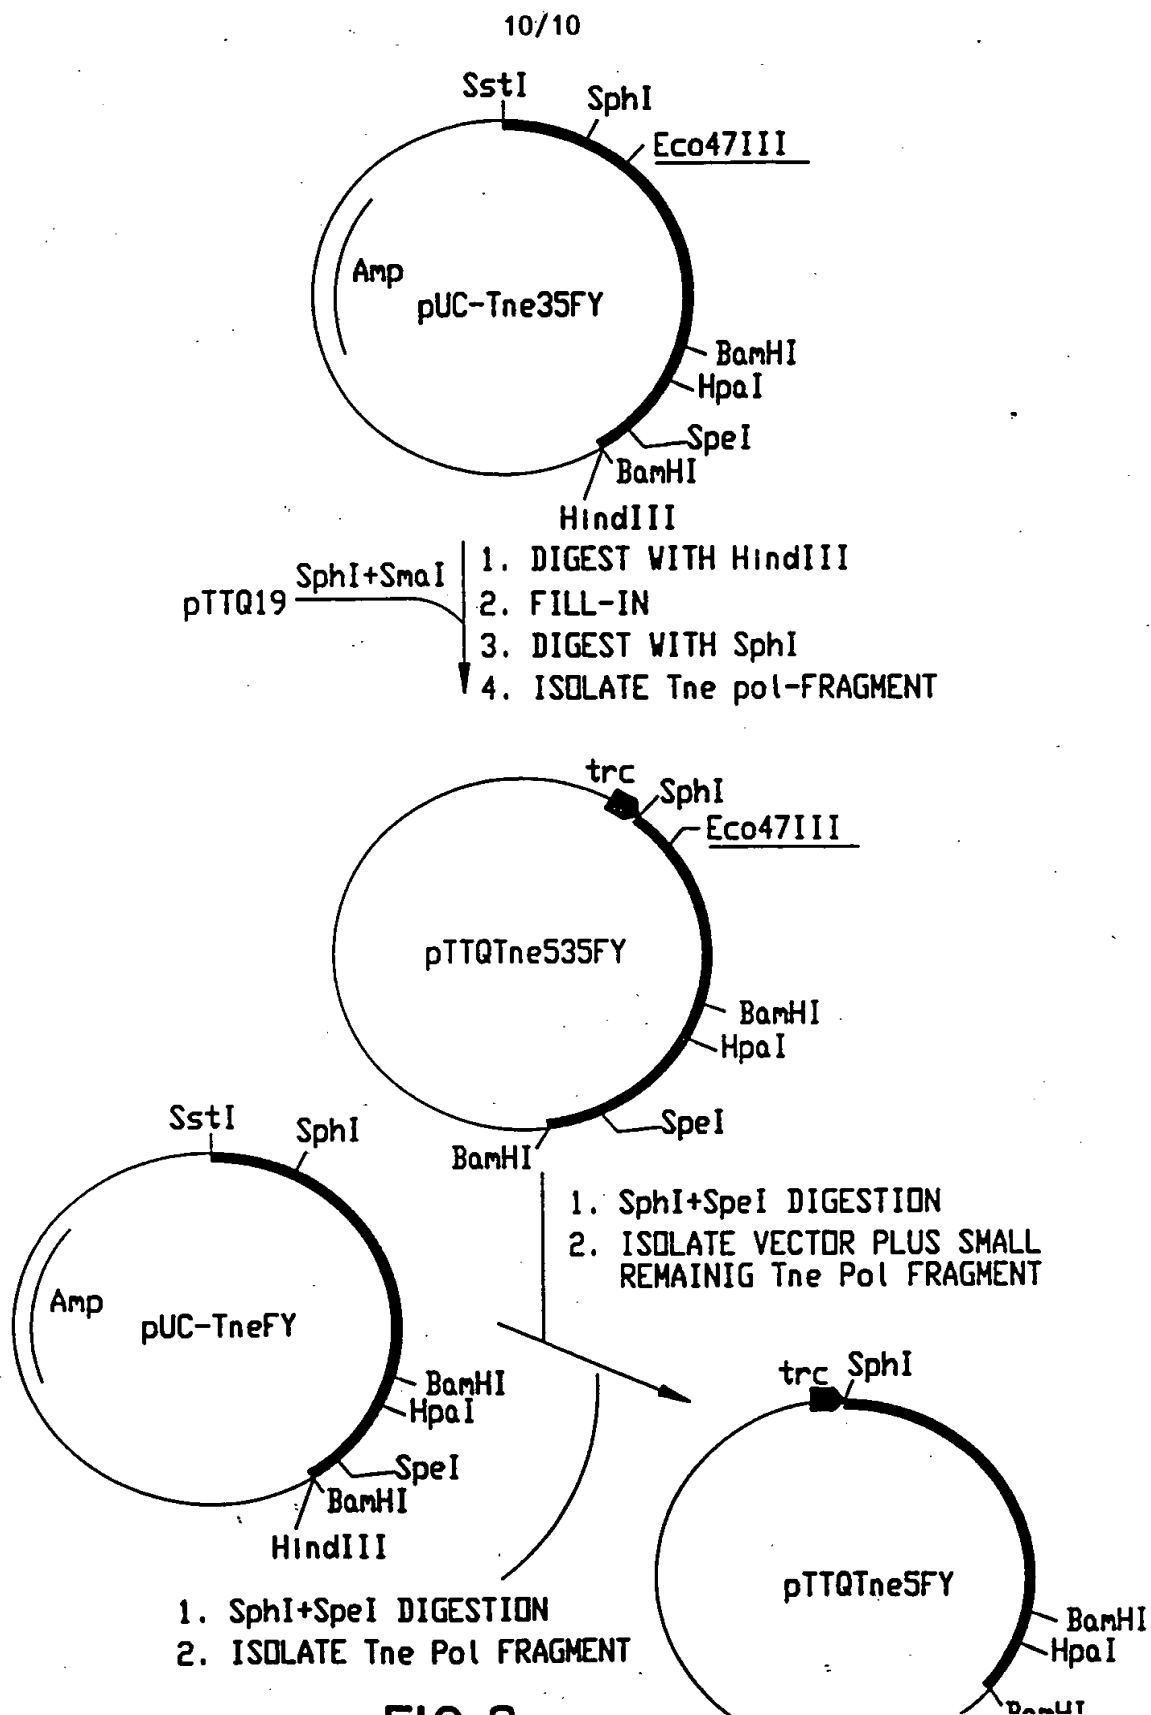 10/10
SstI
SphI
Eco47III
Amp
pUC-Tne35FY
BamHI
HpaI
SpeI
BamHI
HindIII
SphI+SmaI
pTTQ19
1. DIGEST WITH HindIII
2. FILL-IN
3. DIGEST WITH SphI
4. ISOLATE Tne pol-FRAGMENT
trc
SphI
Eco47III
pTTQTne535FY
BamHI
HpaI
SpeI
BamHI
SstI
SphI
Amp
pUC-TneFY
BamHI
HpaI
SpeI
BamHI
HindIII
1. SphI+SpeI DIGESTION
2. ISOLATE VECTOR PLUS SMALL
REMAINIG Tne Pol FRAGMENT
1. SphI+SpeI DIGESTION
2. ISOLATE Tne Pol FRAGMENT
trc
SphI
pTTQTne5FY
BamHI
HpaI
BamHI